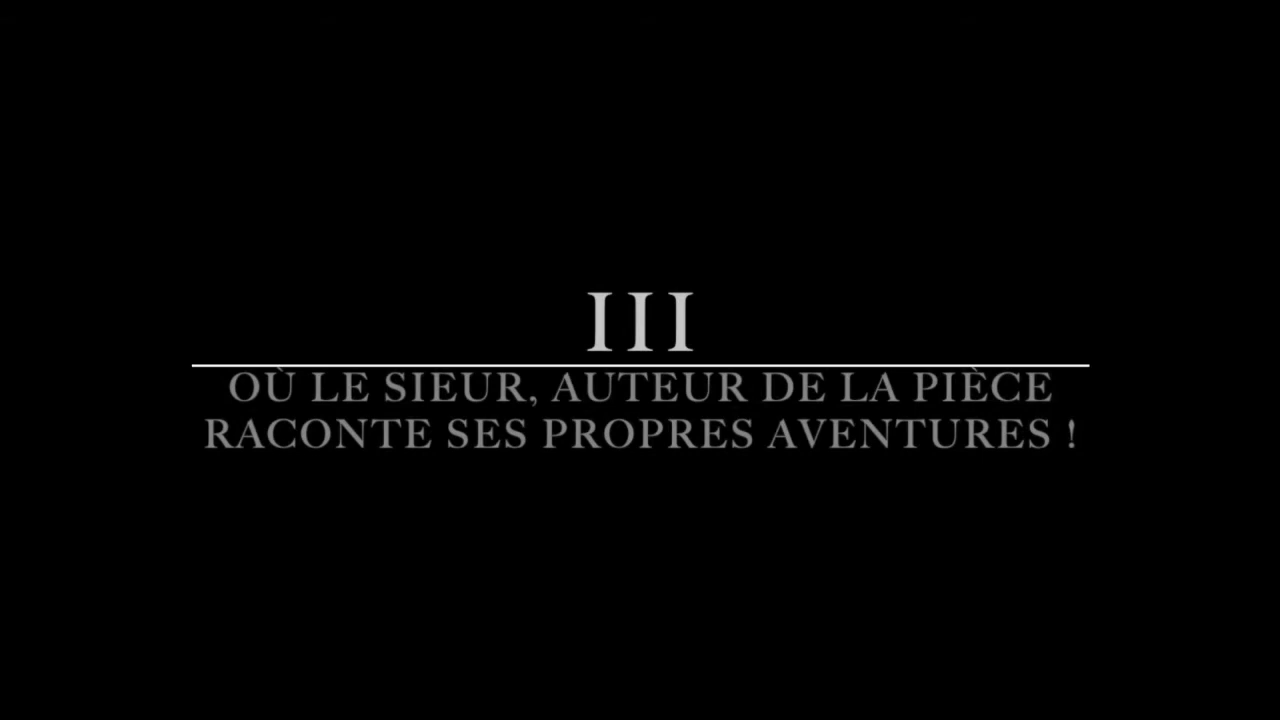 III
OÙ LE SIEUR, AUTEUR DE LA PIÈCE
RACONTE SES PROPRES AVENTURES !